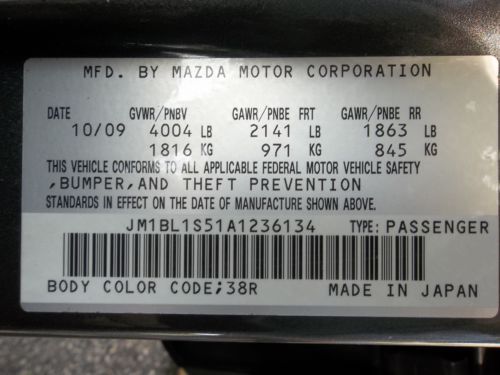 MFD. BY MAZDA MOTOR CORPORATION
DATE GVWR/PNBV GAWR/PNBE FRT GAWR/PNBE RR
10/09 4004 LB 2141 LB 1863 LB
1816 KG 971 KG 845 KG
THIS VEHICLE CONFORMS TO ALL APPLICABLE FEDERAL MOTOR VEHICLE SAFETY
,BUMPER,AND THEFT PREVENTION
STANDARDS IN EFFECT ON THE DATE OF MANUFACTURE SHOWN ABOVE.
JM1BL1S51A1236134 TYPE: PASSENGER
BODY COLOR CODE;38R MADE IN JAPAN